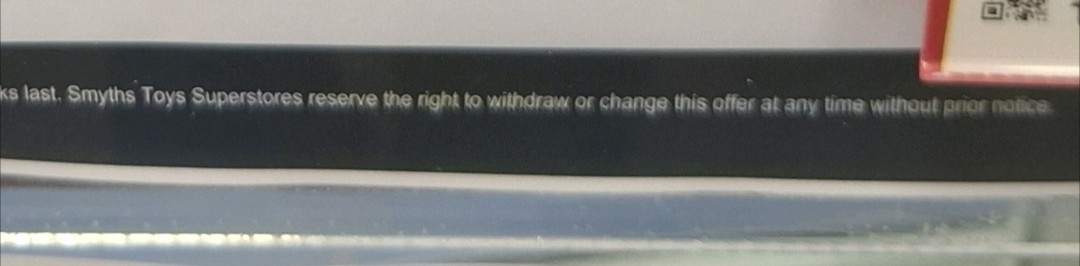 ks last. Smyths Toys Superstores reserve the right to withdraw or change this offer at any time without prior notice